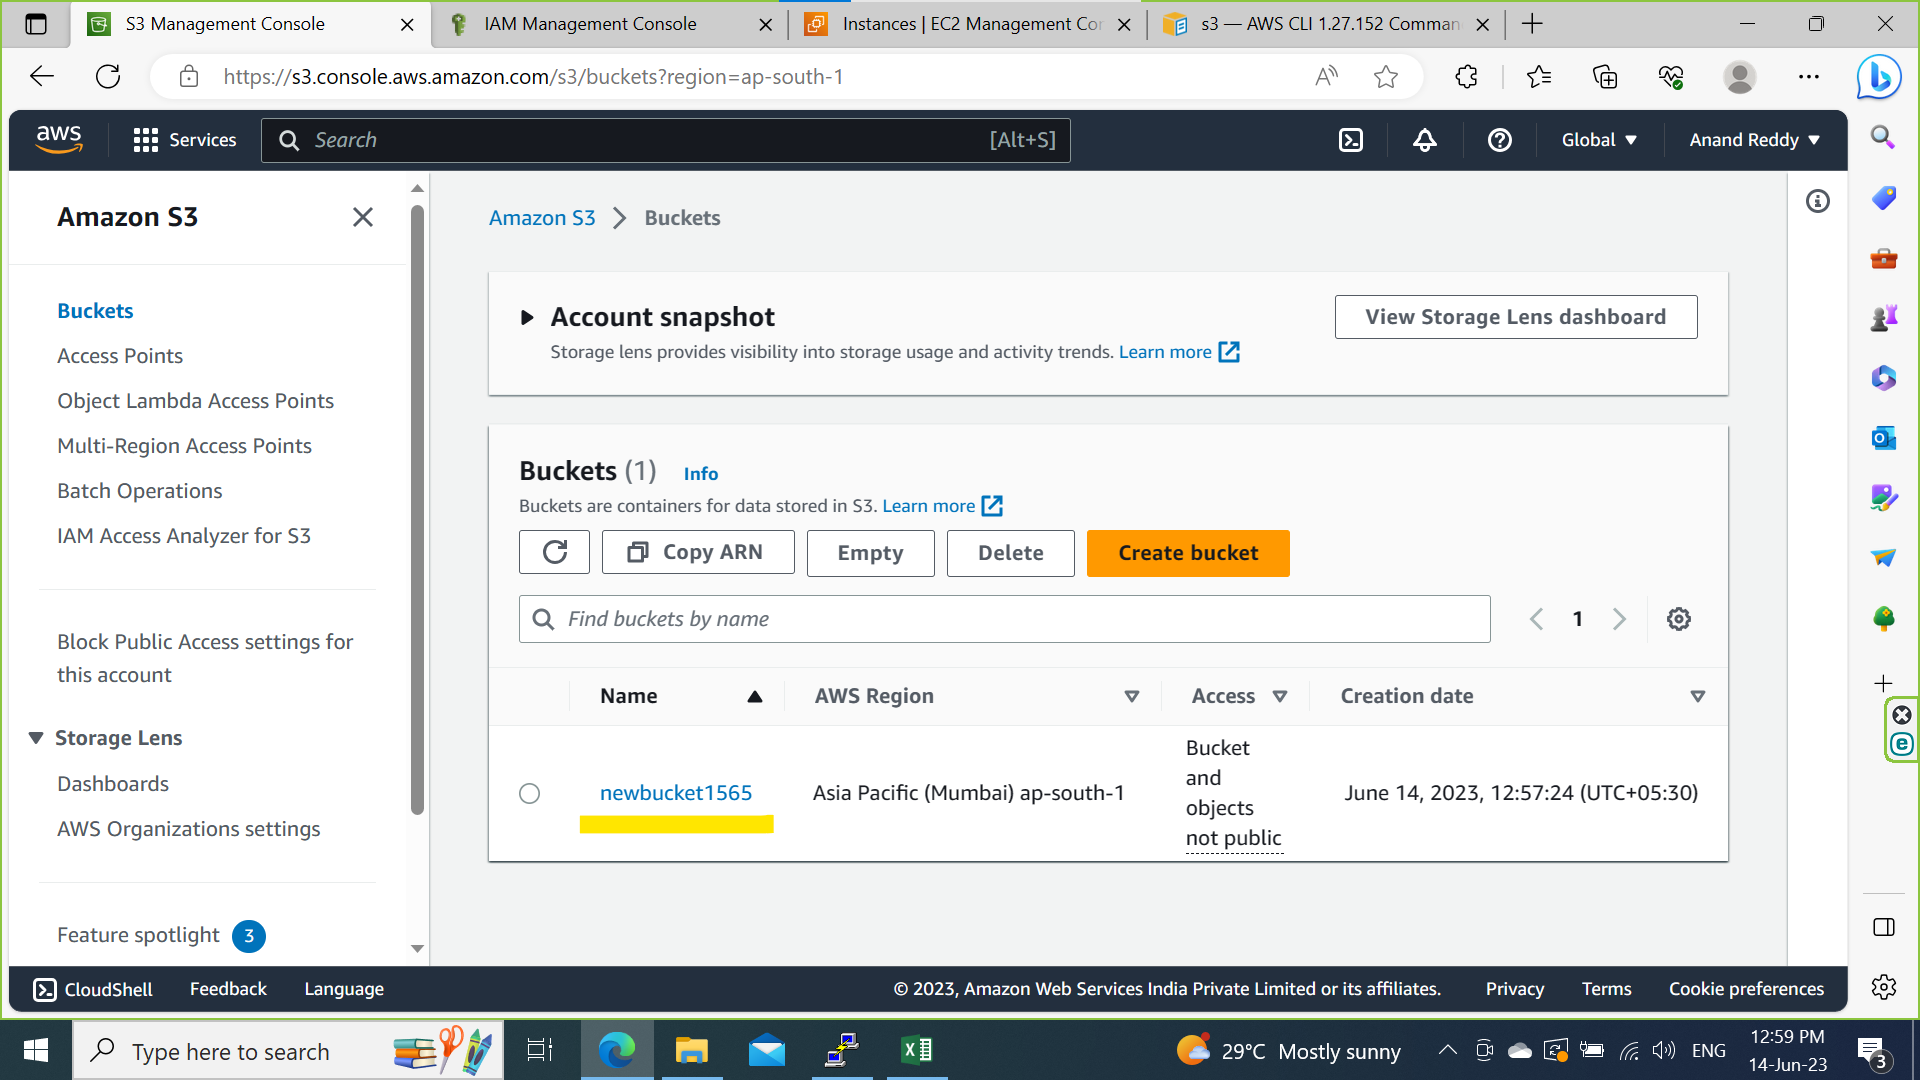 S3 Management Console
IAM Management Console
Instances | EC2 Management Cor
s3 — AWS CLI 1.27.152 Comman
https://s3.console.aws.amazon.com/s3/buckets?region=ap-south-1
aws
Services
Search
[Alt+S]
Global
Anand Reddy
Amazon S3
Buckets
Access Points
Object Lambda Access Points
Multi-Region Access Points
Batch Operations
IAM Access Analyzer for S3
Block Public Access settings for
this account
Storage Lens
Dashboards
AWS Organizations settings
Feature spotlight 3
Amazon S3 > Buckets
Account snapshot
Storage lens provides visibility into storage usage and activity trends. Learn more
View Storage Lens dashboard
Buckets (1) Info
Buckets are containers for data stored in S3. Learn more
Copy ARN
Empty
Delete
Create bucket
Find buckets by name
1
Name
AWS Region
Access
Creation date
newbucket1565
Asia Pacific (Mumbai) ap-south-1
Bucket
and
objects
not public
June 14, 2023, 12:57:24 (UTC+05:30)
CloudShell
Feedback
Language
© 2023, Amazon Web Services India Private Limited or its affiliates.
Privacy
Terms
Cookie preferences
Type here to search
29°C Mostly sunny
ENG
12:59 PM
14-Jun-23
3